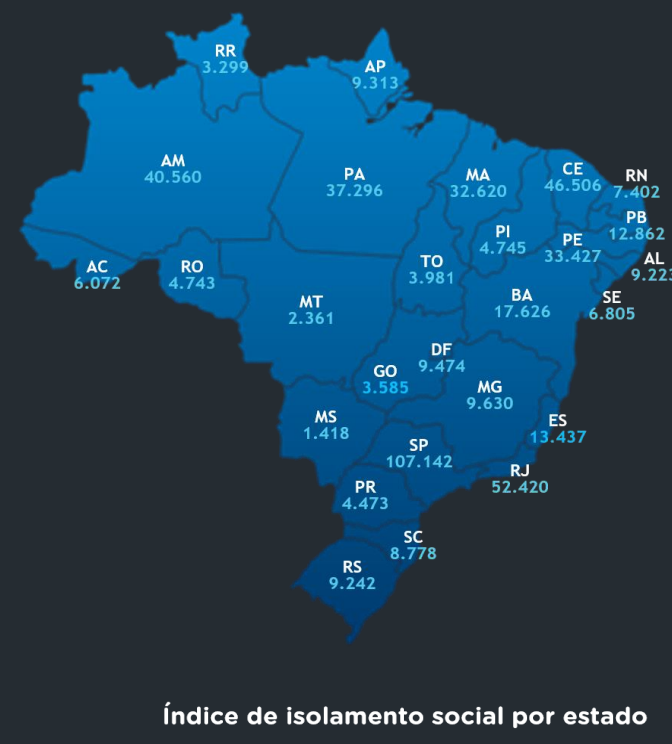 RR
3.299
AP
9.313
AM
40.560
PA
37.296
MA
32.620
CE
46.506
RN
7.402
PB
12.862
PI
4.745
PE
33.427
AL
9.223
AC
6.072
RO
4.743
TO
3.981
MT
2.361
BA
17.626
SE
6.805
DF
9.474
GO
3.585
MG
9.630
MS
1.418
ES
13.437
SP
107.142
RJ
52.420
PR
4.473
SC
8.778
RS
9.242
Índice de isolamento social por estado